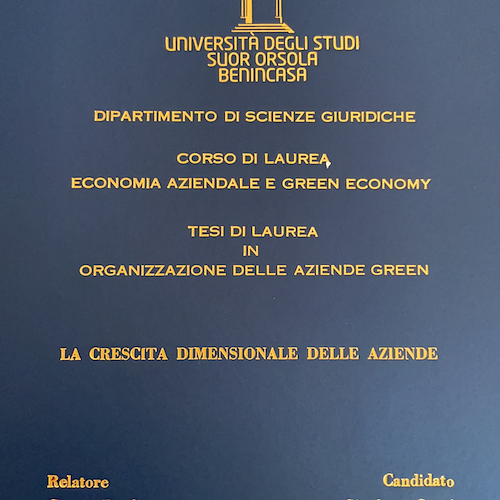 UNIVERSITÀ DEGLI STUDI
SUOR ORSOLA
BENINCASA
DIPARTIMENTO DI SCIENZE GIURIDICHE
CORSO DI LAUREA
ECONOMIA AZIENDALE E GREEN ECONOMY
TESI DI LAUREA
IN
ORGANIZZAZIONE DELLE AZIENDE GREEN
LA CRESCITA DIMENSIONALE DELLE AZIENDE
Relatore Candidato